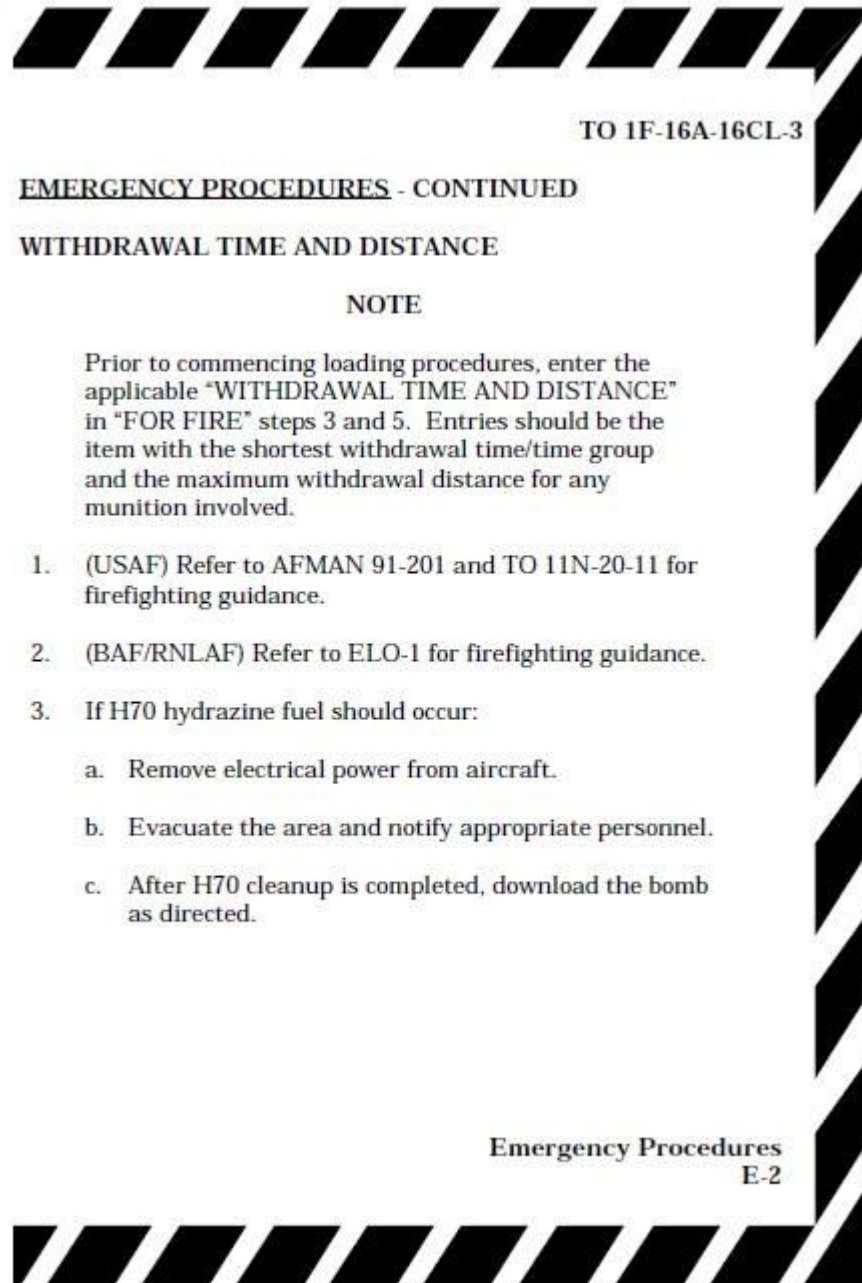 TO 1F-16A-16CL-3
EMERGENCY PROCEDURES - CONTINUED
WITHDRAWAL TIME AND DISTANCE
NOTE
Prior to commencing loading procedures, enter the
applicable “WITHDRAWAL TIME AND DISTANCE”
in “FOR FIRE” steps 3 and 5. Entries should be the
item with the shortest withdrawal time/time group
and the maximum withdrawal distance for any
munition involved.
1. (USAF) Refer to AFMAN 91-201 and TO 11N-20-11 for
firefighting guidance.
2. (BAF/RNLAF) Refer to ELO-1 for firefighting guidance.
3. If H70 hydrazine fuel should occur:
a. Remove electrical power from aircraft.
b. Evacuate the area and notify appropriate personnel.
c. After H70 cleanup is completed, download the bomb
as directed.
Emergency Procedures
E-2